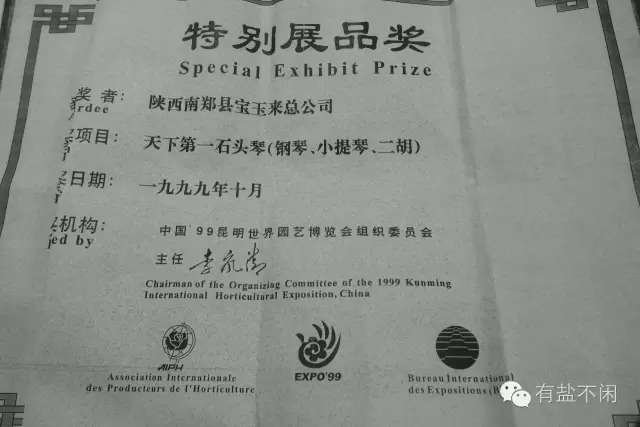 特别展品奖
Special Exhibit Prize
奖者：
rdee
陕西南郑县宝玉来总公司
项目：
天下第一石头琴（钢琴、小提琴、二胡）
日期：
一九九九年十月
机构：
ed by
中国'99昆明世界园艺博览会组织委员会
主任
Chairman of the Organizing Committee of the 1999 Kunming
International Horticultural Exposition, China
AIPH
Association Internationale
des Producteurs de l'Horticulture
EXPO'99
Bureau International
des Expositions (B
有盐不闲